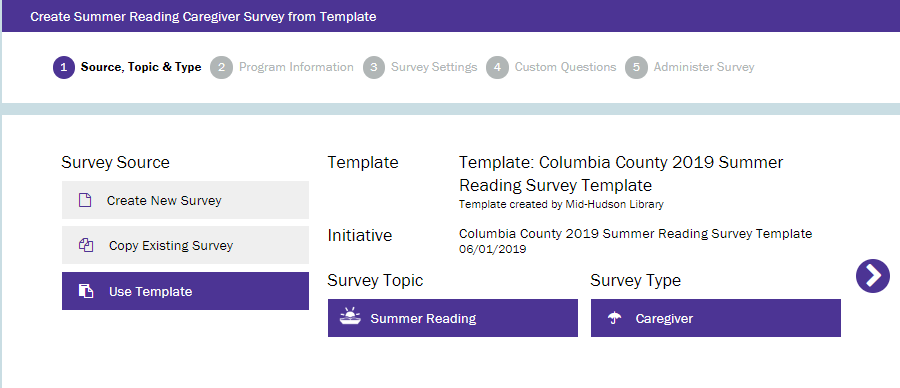 Create Summer Reading Caregiver Survey from Template
1 Source, Topic & Type 2 Program Information 3 Survey Settings 4 Custom Questions 5 Administer Survey
Survey Source
Create New Survey
Copy Existing Survey
Use Template
Template
Template: Columbia County 2019 Summer
Reading Survey Template
Template created by Mid-Hudson Library
Initiative
Columbia County 2019 Summer Reading Survey Template
06/01/2019
Survey Topic
Summer Reading
Survey Type
Caregiver